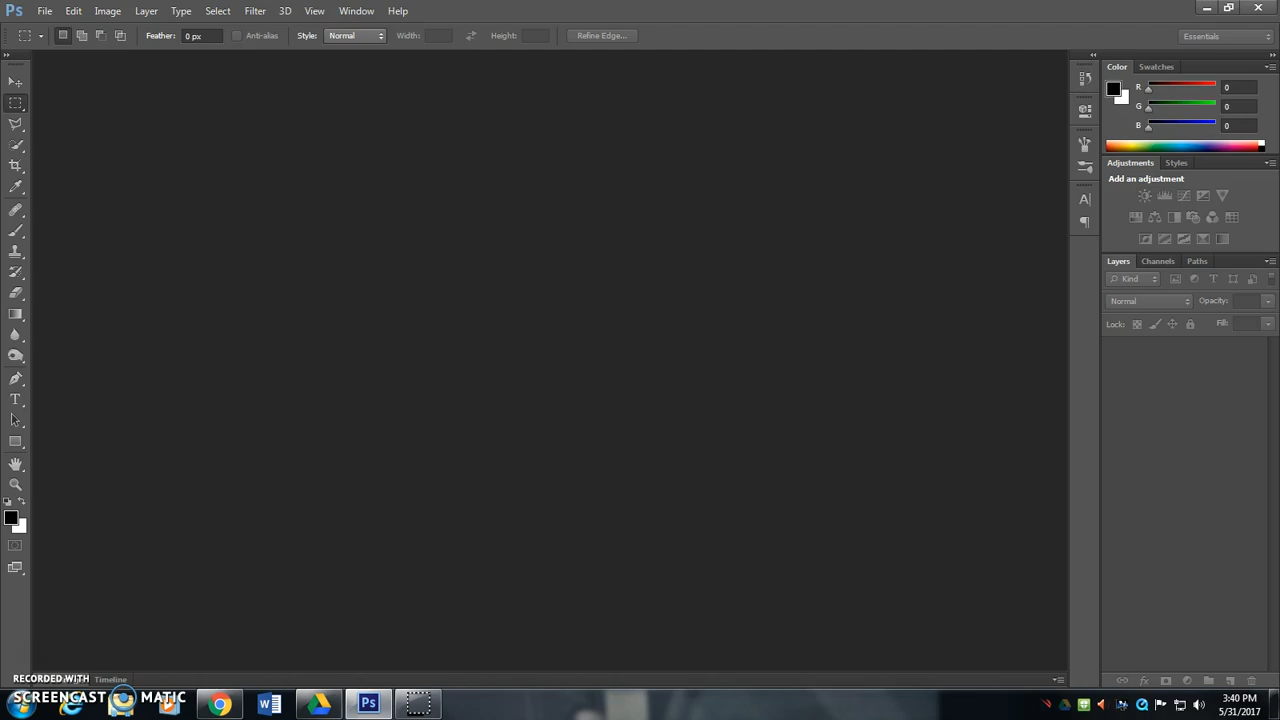 Ps File Edit Image Layer Type Select Filter 3D View Window Help
Feather: 0 px Anti-alias Style: Normal Width: Height: Refine Edge... Essentials
Color Swatches
R 0
G 0
B 0
Adjustments Styles
Add an adjustment
Layers Channels Paths
Kind
Normal Opacity:
Lock: Fill:
Timeline
RECORDED WITH
SCREENCAST MATIC
3:40 PM
5/31/2017